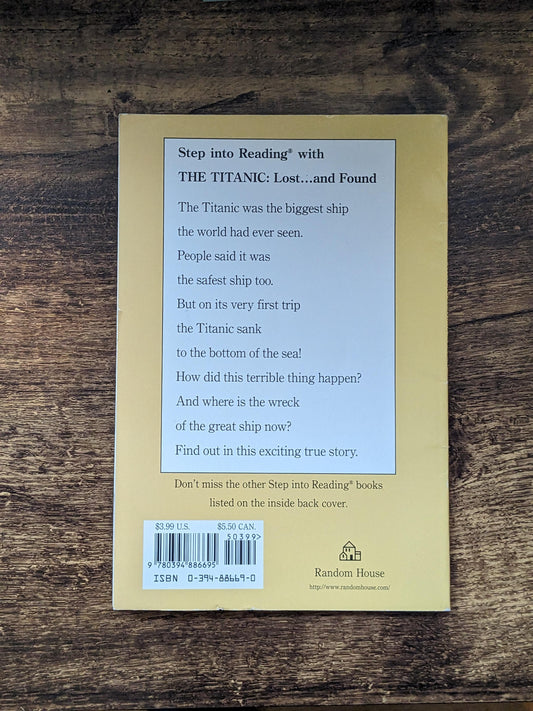 Step into Reading® with
THE TITANIC: Lost...and Found
The Titanic was the biggest ship
the world had ever seen.
People said it was
the safest ship too.
But on its very first trip
the Titanic sank
to the bottom of the sea!
How did this terrible thing happen?
And where is the wreck
of the great ship now?
Find out in this exciting true story.
Don't miss the other Step into Reading® books
listed on the inside back cover.
$3.99 U.S. $5.50 CAN.
50399>
9 780394 886695
ISBN 0-394-88669-0
Random House
http://www.randomhouse.com/